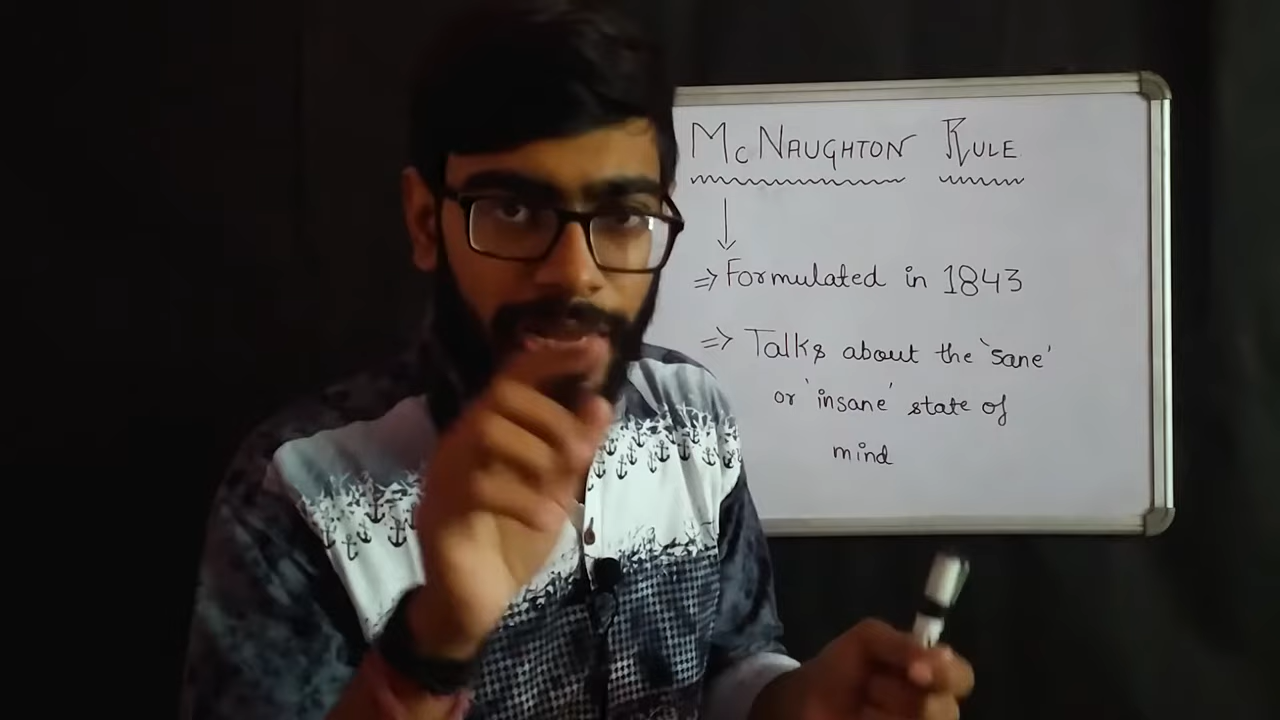 McNAUGHTON RULE
⇒ Formulated in 1843
⇒ Talks about the 'sane'
or 'insane' state of
mind